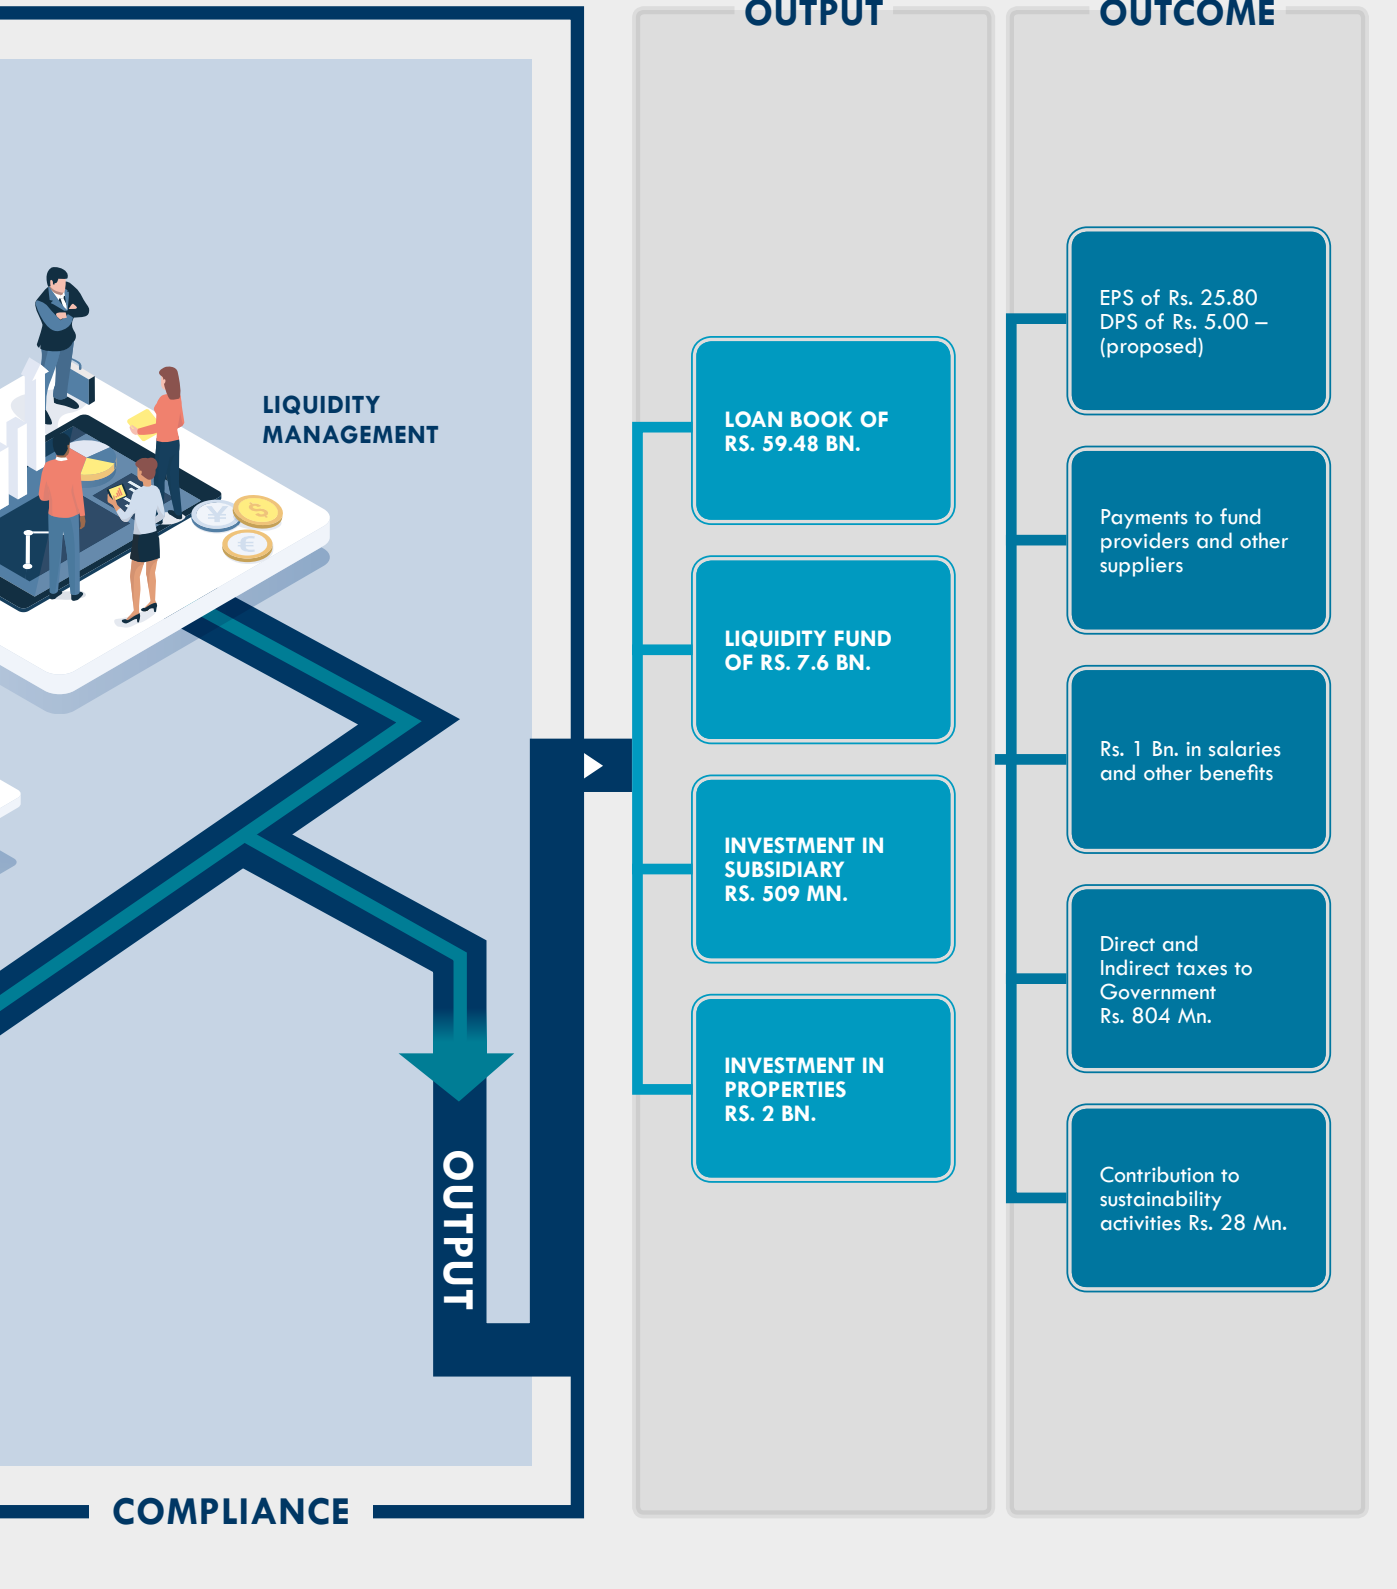 OUTPUT
OUTCOME
LIQUIDITY
MANAGEMENT
¥
$
€
OUTPUT
COMPLIANCE
LOAN BOOK OF
RS. 59.48 BN.
LIQUIDITY FUND
OF RS. 7.6 BN.
INVESTMENT IN
SUBSIDIARY
RS. 509 MN.
INVESTMENT IN
PROPERTIES
RS. 2 BN.
EPS of Rs. 25.80
DPS of Rs. 5.00 –
(proposed)
Payments to fund
providers and other
suppliers
Rs. 1 Bn. in salaries
and other benefits
Direct and
Indirect taxes to
Government
Rs. 804 Mn.
Contribution to
sustainability
activities Rs. 28 Mn.